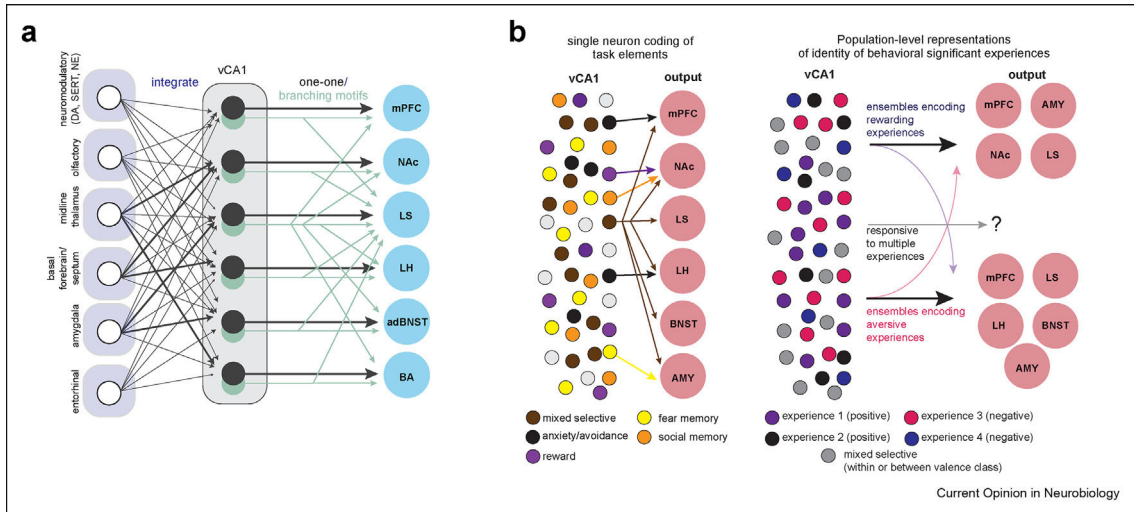 a
neuromodulatory
(DA, SERT, NE)
olfactory
midline
thalamus
basal
forebrain/
septum
amygdala
entorhinal
integrate
vCA1
one-one/
branching motifs
mPFC
NAc
LS
LH
adBNST
BA
b
single neuron coding of
task elements
vCA1
output
mPFC
NAc
LS
LH
BNST
AMY
mixed selective
anxiety/avoidance
reward
fear memory
social memory
Population-level representations
of identity of behavioral significant experiences
vCA1
output
ensembles encoding
rewarding
experiences
mPFC
AMY
NAc
LS
responsive
to multiple
experiences
?
ensembles encoding
aversive
experiences
mPFC
LS
LH
BNST
AMY
experience 1 (positive)
experience 3 (negative)
experience 2 (positive)
experience 4 (negative)
mixed selective
(within or between valence class)
Current Opinion in Neurobiology